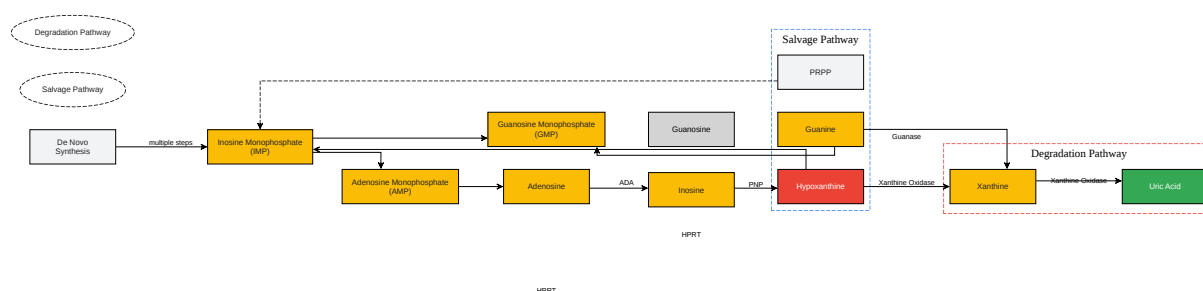 Degradation Pathway
Salvage Pathway
PRPP
Salvage Pathway
De Novo
Synthesis
multiple steps
Inosine Monophosphate
(IMP)
Guanosine Monophosphate
(GMP)
Guanosine
Guanine
Guanase
Degradation Pathway
Adenosine Monophosphate
(AMP)
Adenosine
ADA
Inosine
PNP
Hypoxanthine
Xanthine Oxidase
Xanthine
Xanthine Oxidase
Uric Acid
HPRT
HPRT